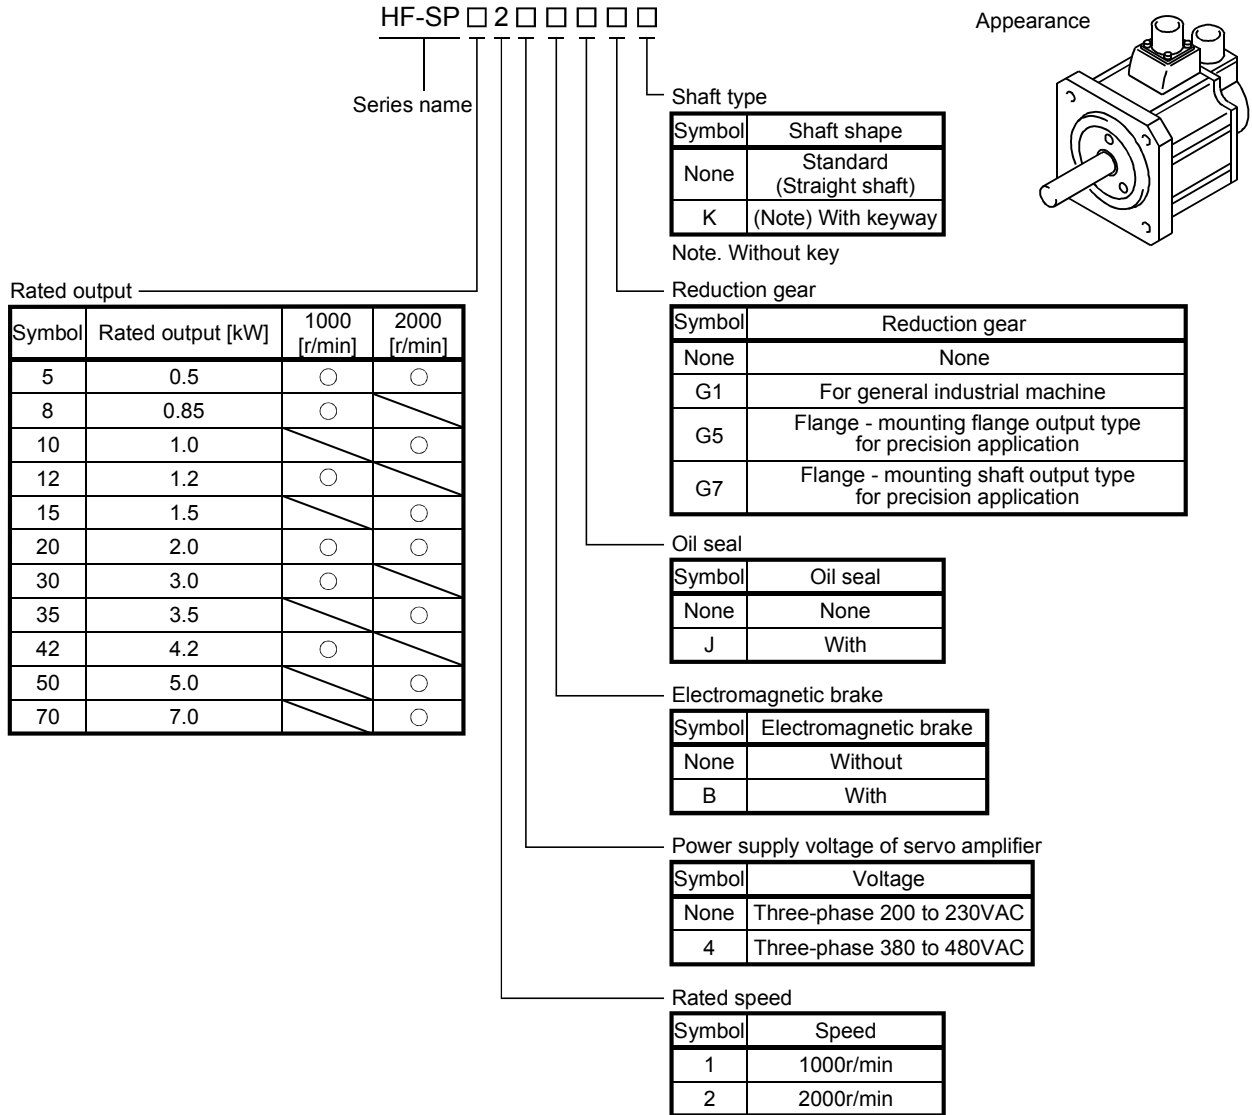 HF-SP □ 2 □ □ □ □ □
Series name
Appearance
Shaft type
Symbol Shaft shape
None Standard
(Straight shaft)
K (Note) With keyway
Note. Without key
Rated output
Symbol Rated output [kW] 1000 [r/min] 2000 [r/min]
5 0.5 ○ ○
8 0.85 ○
10 1.0 ○
12 1.2 ○
15 1.5 ○
20 2.0 ○ ○
30 3.0 ○
35 3.5 ○
42 4.2 ○
50 5.0 ○
70 7.0 ○
Reduction gear
Symbol Reduction gear
None None
G1 For general industrial machine
G5 Flange - mounting flange output type
for precision application
G7 Flange - mounting shaft output type
for precision application
Oil seal
Symbol Oil seal
None None
J With
Electromagnetic brake
Symbol Electromagnetic brake
None Without
B With
Power supply voltage of servo amplifier
Symbol Voltage
None Three-phase 200 to 230VAC
4 Three-phase 380 to 480VAC
Rated speed
Symbol Speed
1 1000r/min
2 2000r/min